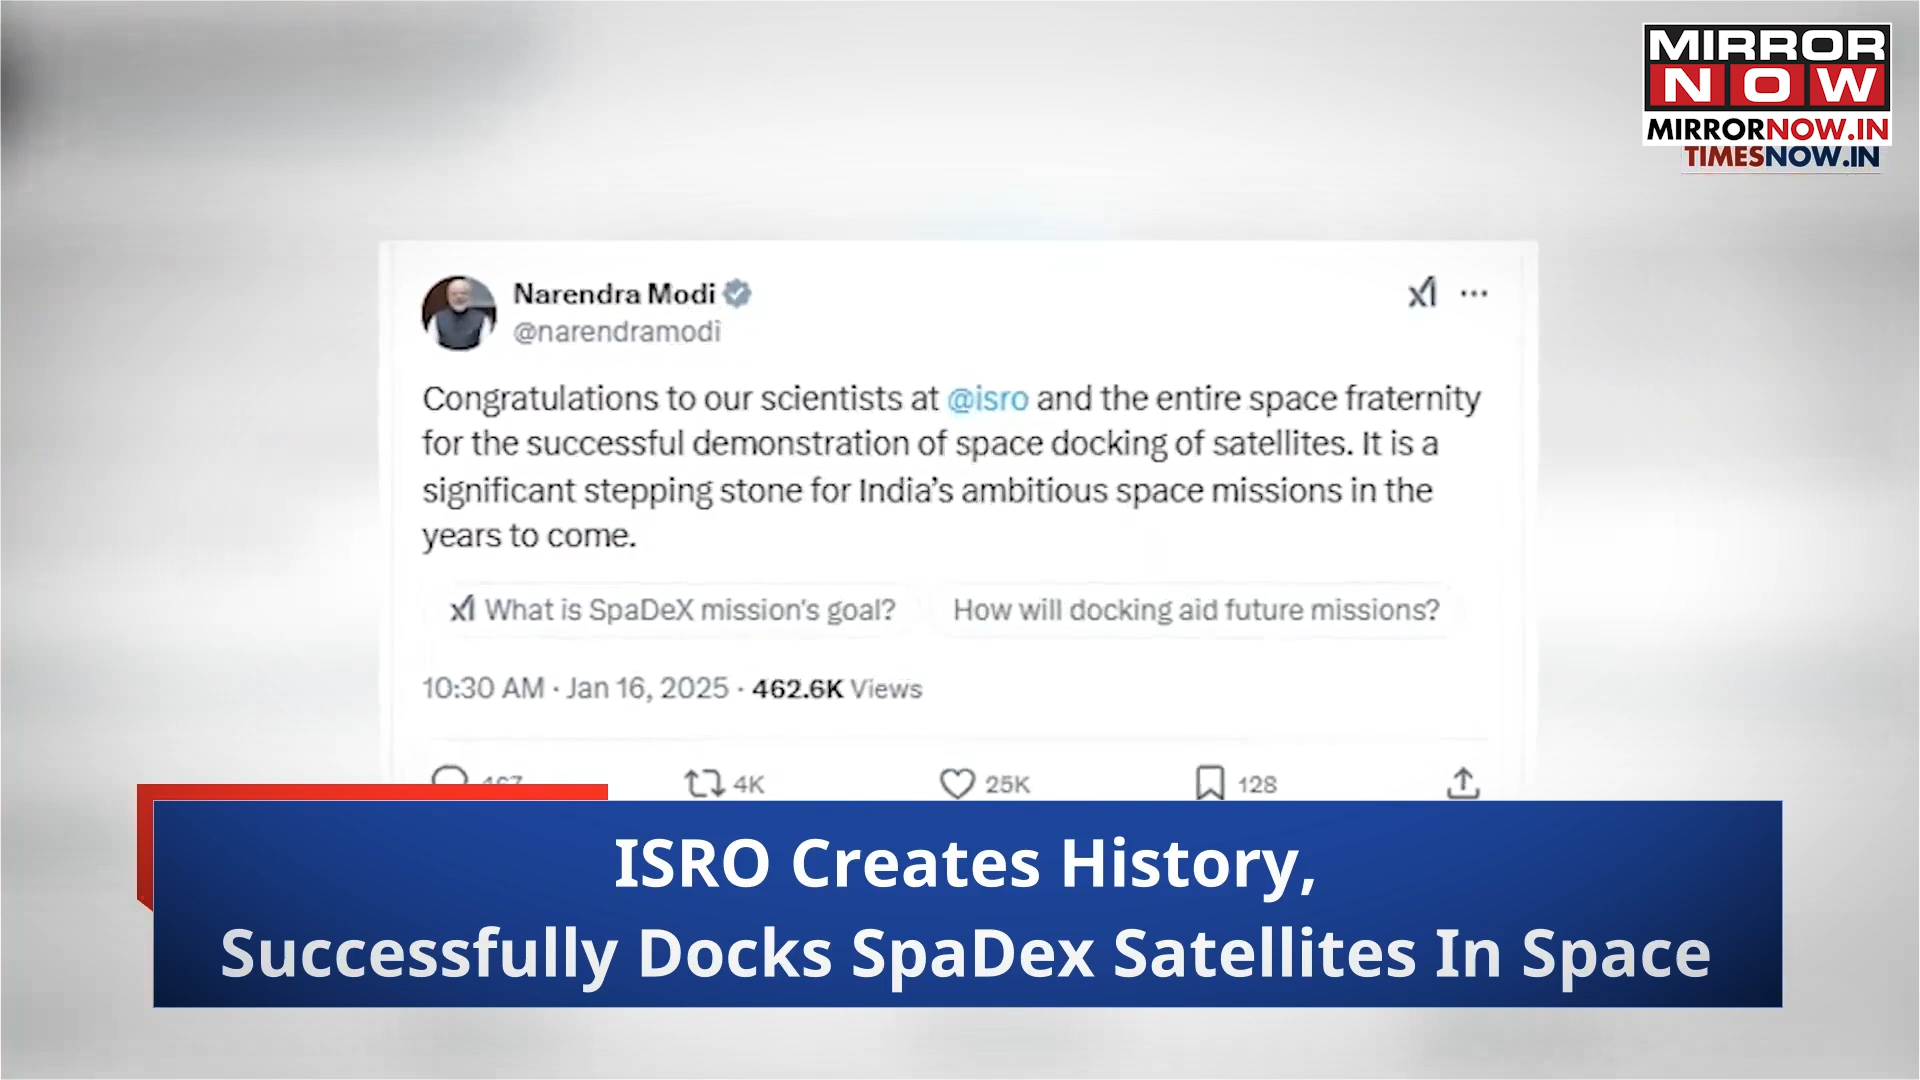 MIRROR
NOW
MIRRORNOW.IN
TIMESNOW.IN
Narendra Modi
@narendramodi
Congratulations to our scientists at @isro and the entire space fraternity
for the successful demonstration of space docking of satellites. It is a
significant stepping stone for India’s ambitious space missions in the
years to come.
What is SpaDeX mission's goal? How will docking aid future missions?
10:30 AM · Jan 16, 2025 · 462.6K Views
4K 25K 128
ISRO Creates History,
Successfully Docks SpaDex Satellites In Space